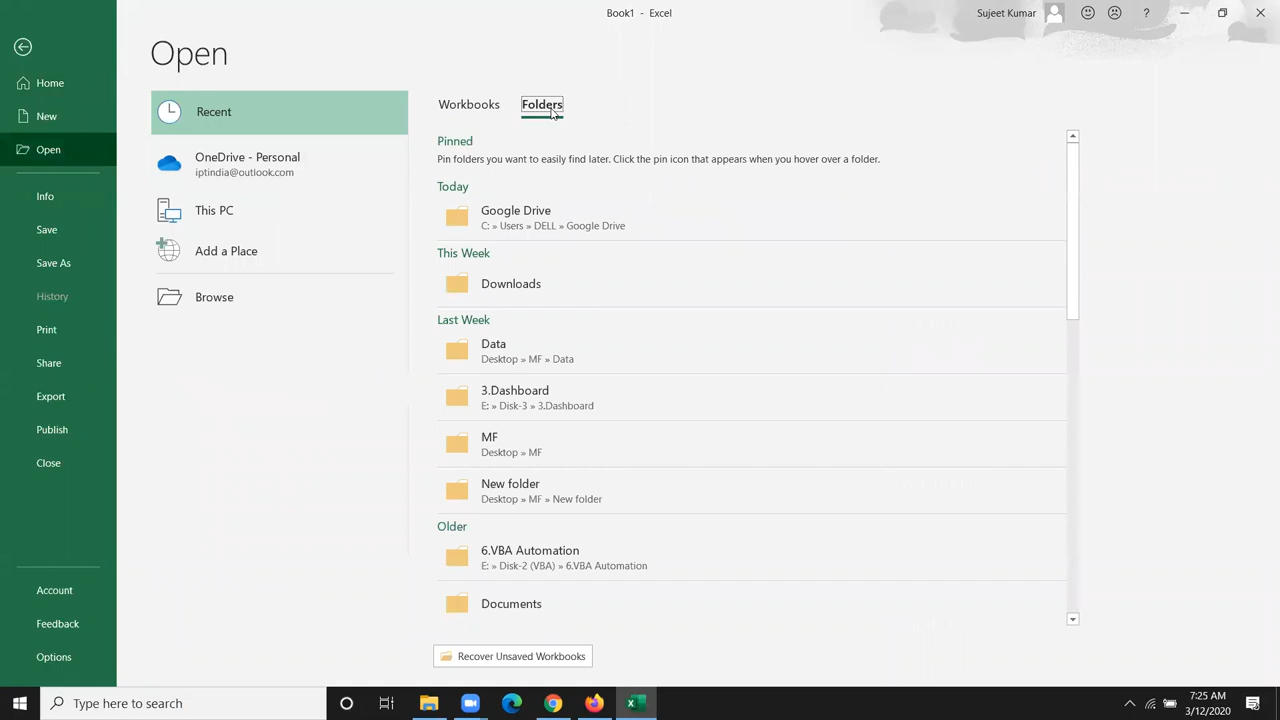 Book1 - Excel
Sujeet Kumar
?
Home
New
Open
Info
Save
Save As
History
Print
Share
Export
Publish
Close
Account
Feedback
Options
Open
Recent
OneDrive - Personal
iptindia@outlook.com
This PC
Add a Place
Browse
Workbooks
Folders
Pinned
Pin folders you want to easily find later. Click the pin icon that appears when you hover over a folder.
Today
Google Drive
C: » Users » DELL » Google Drive
This Week
Downloads
Last Week
Data
Desktop » MF » Data
3.Dashboard
E: » Disk-3 » 3.Dashboard
MF
Desktop » MF
New folder
Desktop » MF » New folder
Older
6.VBA Automation
E: » Disk-2 (VBA) » 6.VBA Automation
Documents
Recover Unsaved Workbooks
Type here to search
7:25 AM
3/12/2020